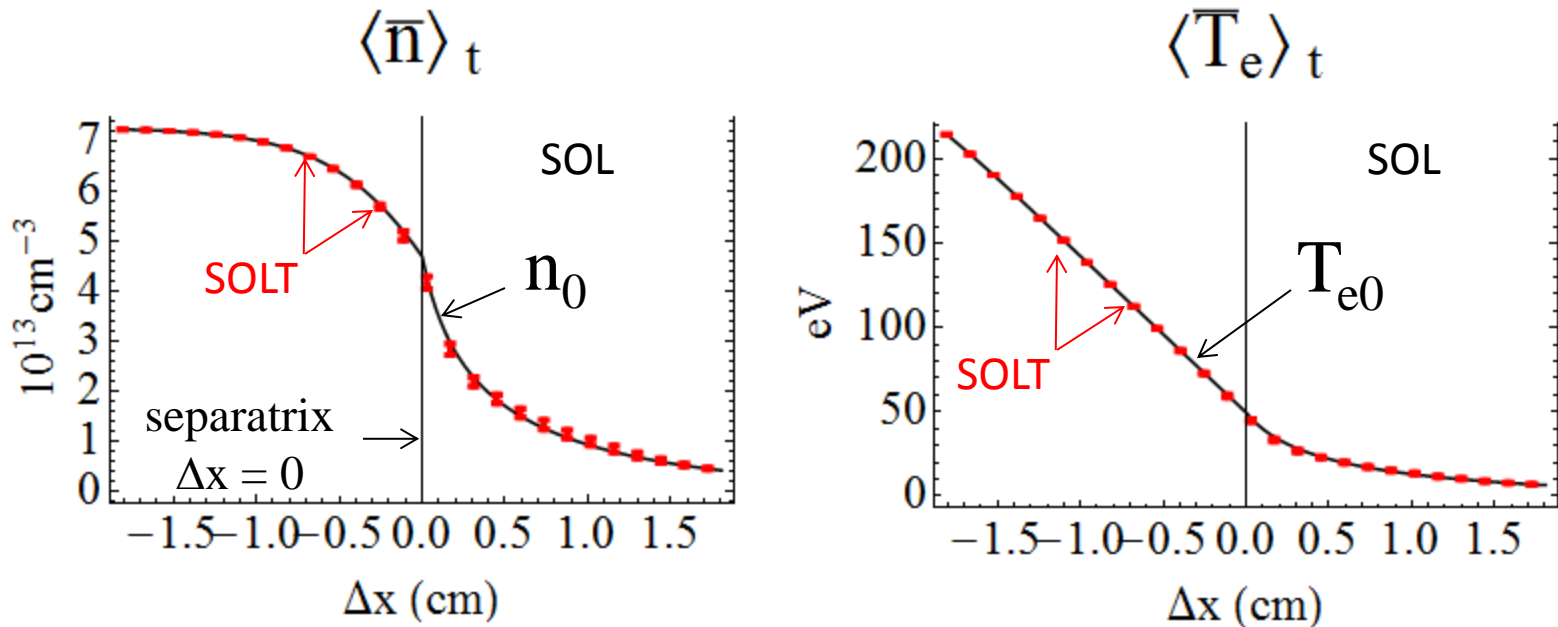 ⟨n̅⟩ t
7
6
5
4
3
2
1
0
10¹³ cm⁻³
SOL
SOLT
n₀
separatrix
Δx = 0
−1.5 −1.0 −0.5 0.0 0.5 1.0 1.5
Δx (cm)
⟨T̅e⟩ t
200
150
100
50
0
eV
SOL
SOLT
Te0
−1.5 −1.0 −0.5 0.0 0.5 1.0 1.5
Δx (cm)